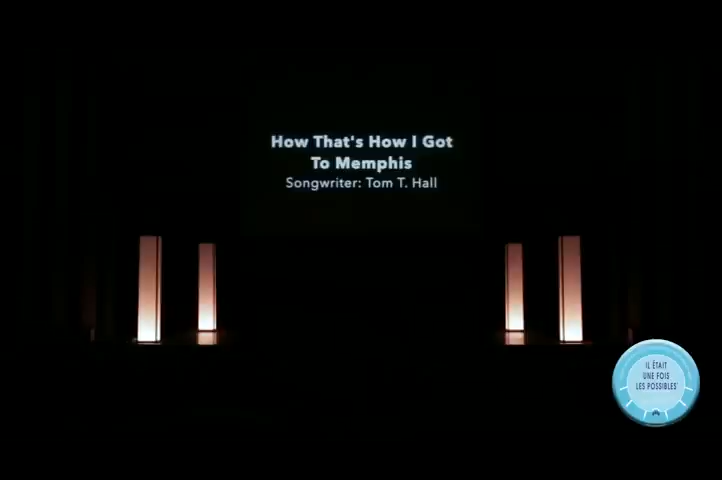 How That's How I Got
To Memphis
Songwriter: Tom T. Hall
IL ÉTAIT
UNE FOIS
LES POSSIBLES